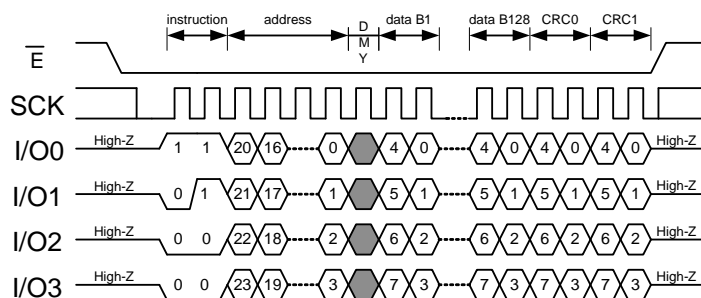 instruction address D M Y data B1 data B128 CRC0 CRC1
E
SCK
I/O0 High-Z 1 1 20 16 0 4 0 4 0 4 0 4 0 High-Z
I/O1 High-Z 0 1 21 17 1 5 1 5 1 5 1 5 1 High-Z
I/O2 High-Z 0 0 22 18 2 6 2 6 2 6 2 6 2 High-Z
I/O3 High-Z 0 0 23 19 3 7 3 7 3 7 3 7 3 High-Z